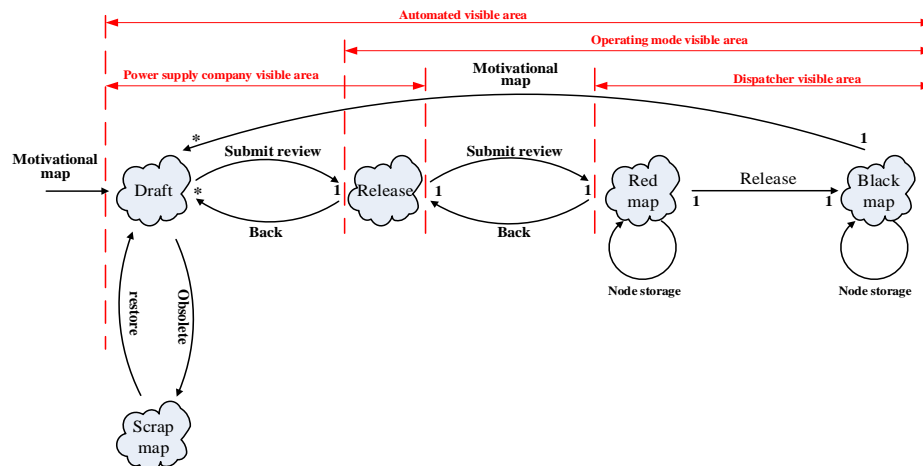 Automated visible area
Operating mode visible area
Power supply company visible area
Motivational
map
Dispatcher visible area
*
1
Motivational
map
Submit review
Submit review
Draft
*
1
Release
1
1
Red
map
Release
1
1
Black
map
Back
Back
restore
Obsolete
Node storage
Node storage
Scrap
map